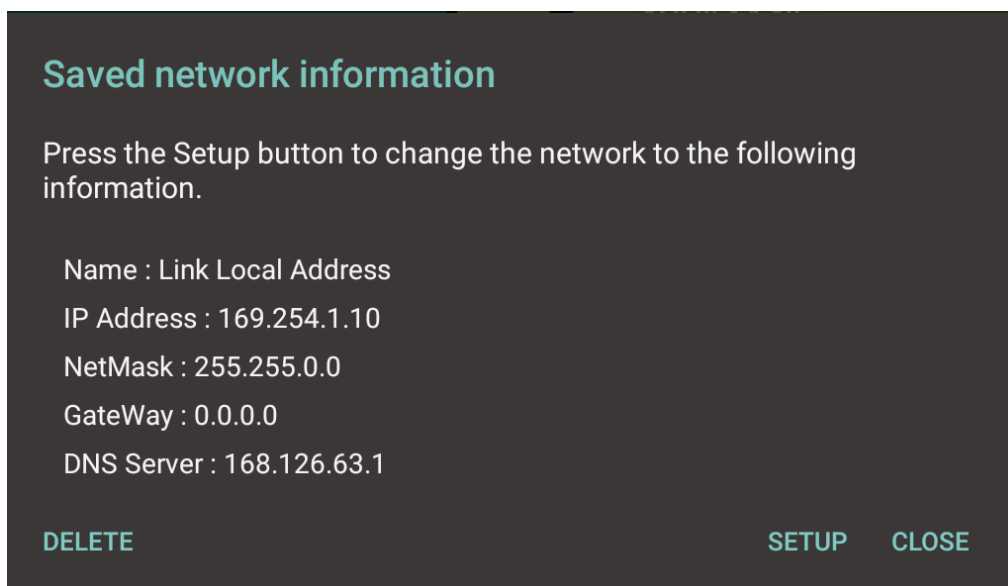 Saved network information
Press the Setup button to change the network to the following
information.
Name : Link Local Address
IP Address : 169.254.1.10
NetMask : 255.255.0.0
GateWay : 0.0.0.0
DNS Server : 168.126.63.1
DELETE
SETUP
CLOSE